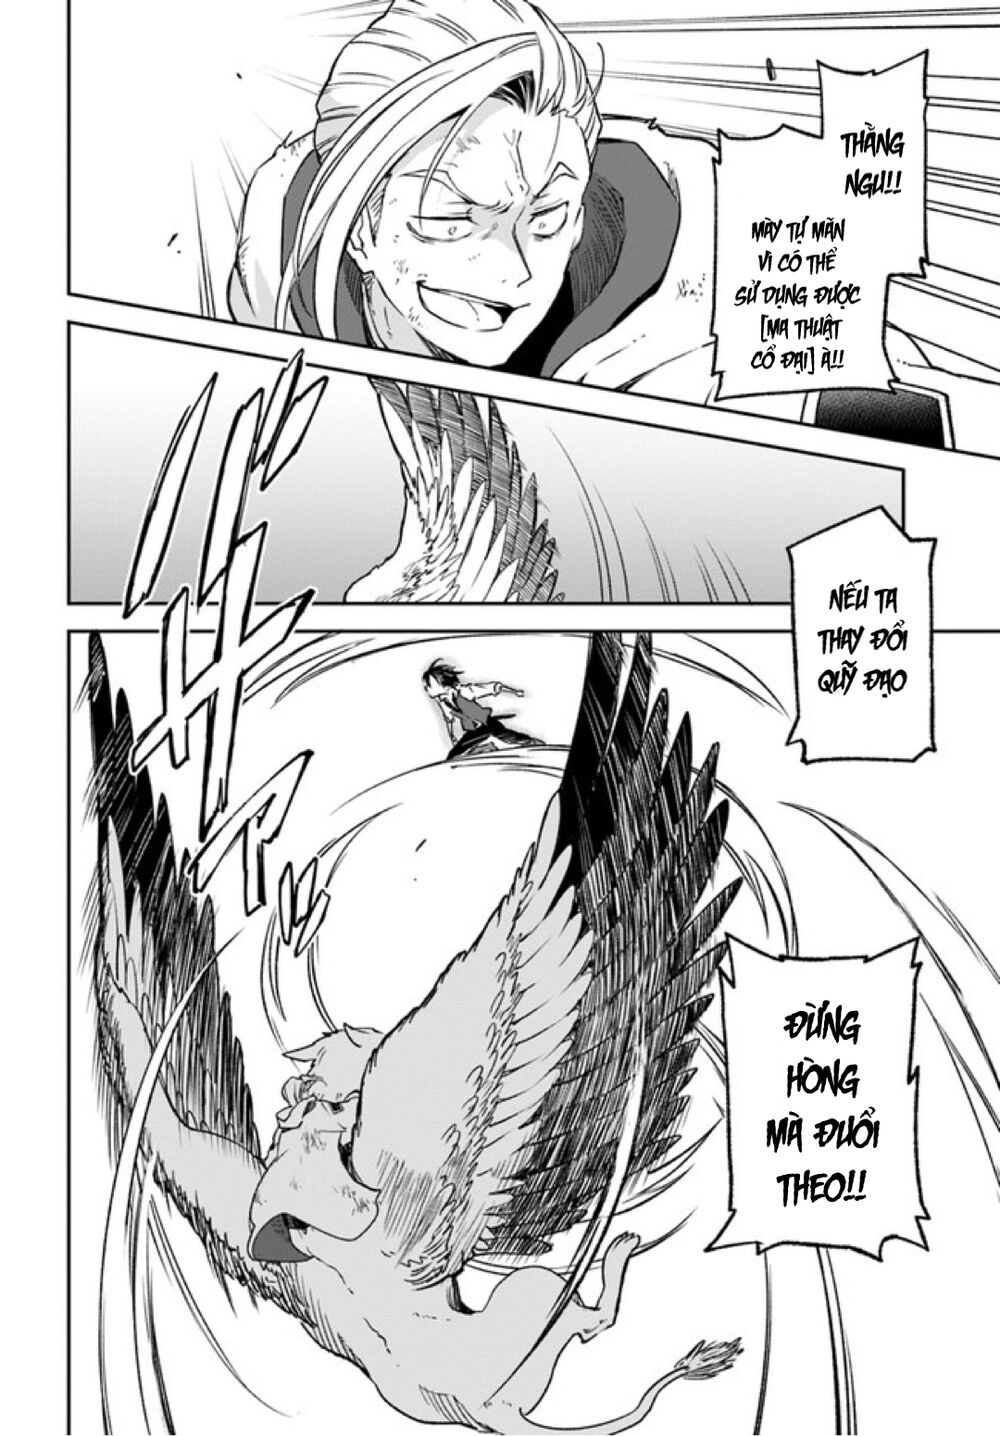 THẰNG
NGU!!
MÀY TỰ MÃN
VÌ CÓ THỂ
SỬ DỤNG ĐƯỢC
[MA THUẬT
CỔ ĐẠI] À!!
NẾU TA
THAY ĐỔI
QUỸ ĐẠO
ĐỪNG
HÒNG
MÀ ĐUỔI
THEO!!